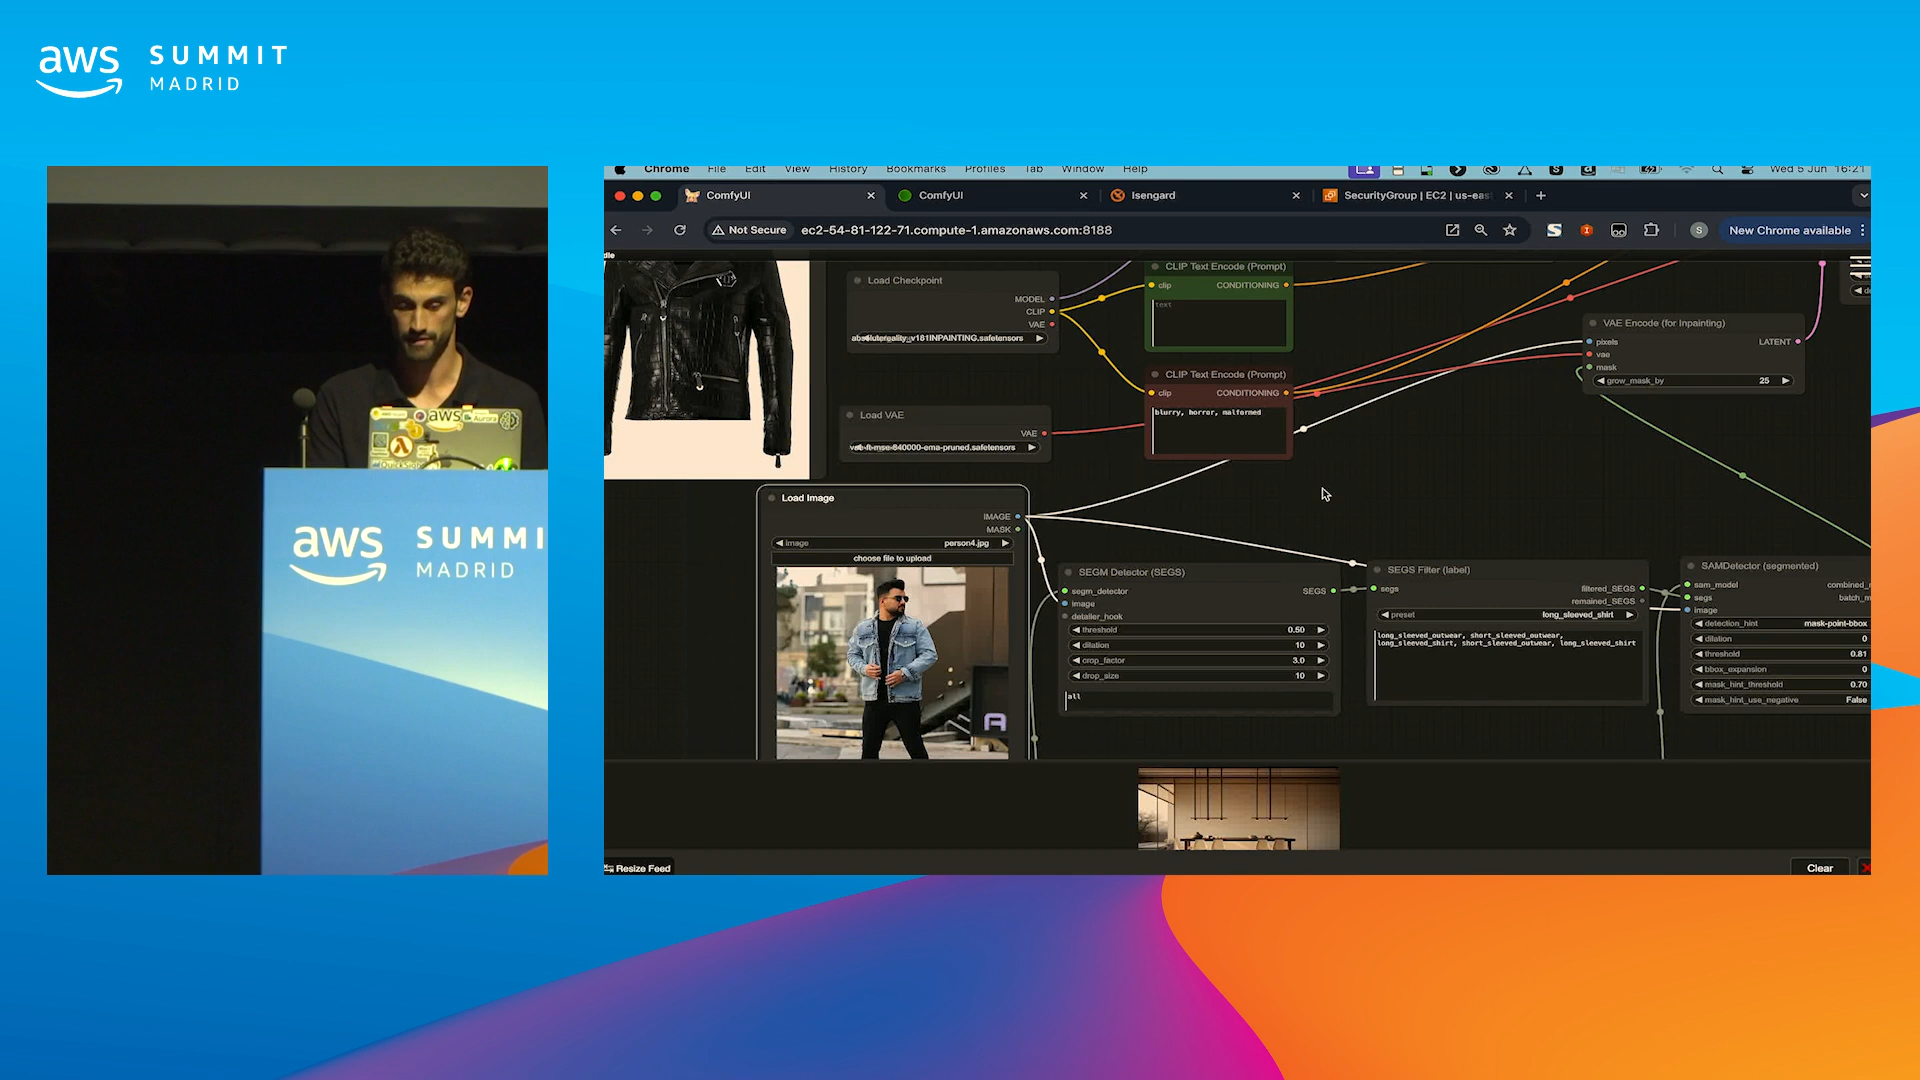 aws SUMMIT
MADRID
aws
Aurora
aws SUMMI
MADRID
Chrome File Edit View History Bookmarks Profiles Tab Window Help
Wed 5 Jun 16:21
ComfyUI
ComfyUI
Isengard
SecurityGroup | EC2 | us-eas
Not Secure
ec2-54-81-122-71.compute-1.amazonaws.com:8188
New Chrome available
dle
Load Checkpoint
MODEL
CLIP
VAE
CLIP Text Encode (Prompt)
clip CONDITIONING
text
CLIP Text Encode (Prompt)
clip CONDITIONING
blurry, horror, malformed
Load VAE
VAE
VAE Encode (for Inpainting)
pixels LATENT
vae
mask
grow_mask_by 25
Load Image
IMAGE
MASK
image person4.jpg
choose file to upload
SEGM Detector (SEGS)
segm_detector SEGS
image
detailer_hook
threshold 0.50
dilation 10
crop_factor 3.0
drop_size 10
all
SEGS Filter (label)
segs filtered_SEGS
remained_SEGS
preset long_sleeved_shirt
long_sleeved_outwear, short_sleeved_outwear,
long_sleeved_shirt, short_sleeved_outwear, long_sleeved_shirt
SAMDetector (segmented)
sam_model combined_
segs batch_m
image
detection_hint mask-point-bbox
dilation 0
threshold 0.81
bbox_expansion 0
mask_hint_threshold 0.70
mask_hint_use_negative False
Resize Feed
Clear